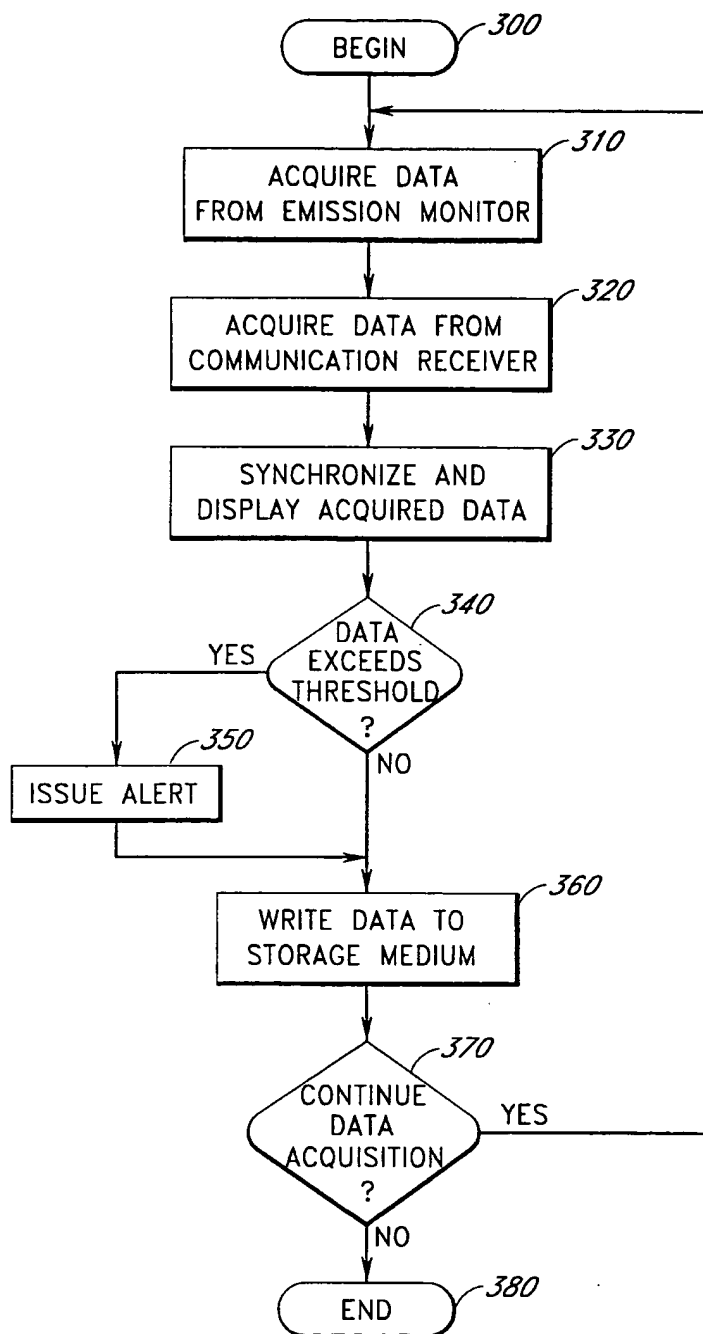 BEGIN
300
310
ACQUIRE DATA
FROM EMISSION MONITOR
320
ACQUIRE DATA FROM
COMMUNICATION RECEIVER
330
SYNCHRONIZE AND
DISPLAY ACQUIRED DATA
340
DATA
EXCEEDS
THRESHOLD
?
YES
NO
350
ISSUE ALERT
360
WRITE DATA TO
STORAGE MEDIUM
370
CONTINUE
DATA
ACQUISITION
?
YES
NO
380
END